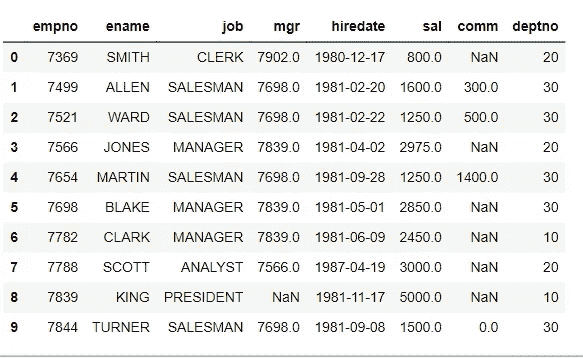 empno ename job mgr hiredate sal comm deptno
0 7369 SMITH CLERK 7902.0 1980-12-17 800.0 NaN 20
1 7499 ALLEN SALESMAN 7698.0 1981-02-20 1600.0 300.0 30
2 7521 WARD SALESMAN 7698.0 1981-02-22 1250.0 500.0 30
3 7566 JONES MANAGER 7839.0 1981-04-02 2975.0 NaN 20
4 7654 MARTIN SALESMAN 7698.0 1981-09-28 1250.0 1400.0 30
5 7698 BLAKE MANAGER 7839.0 1981-05-01 2850.0 NaN 30
6 7782 CLARK MANAGER 7839.0 1981-06-09 2450.0 NaN 10
7 7788 SCOTT ANALYST 7566.0 1987-04-19 3000.0 NaN 20
8 7839 KING PRESIDENT NaN 1981-11-17 5000.0 NaN 10
9 7844 TURNER SALESMAN 7698.0 1981-09-08 1500.0 0.0 30